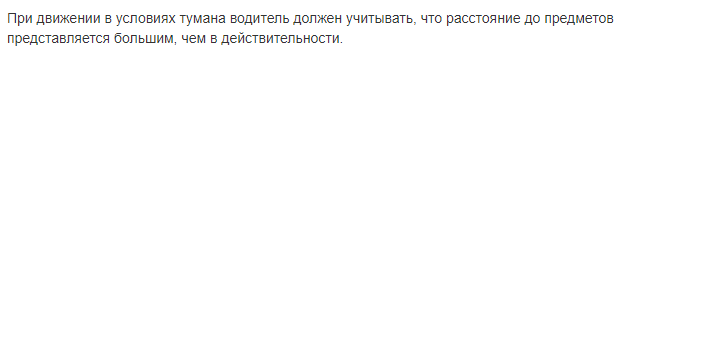 При движении в условиях тумана водитель должен учитывать, что расстояние до предметов
представляется большим, чем в действительности.